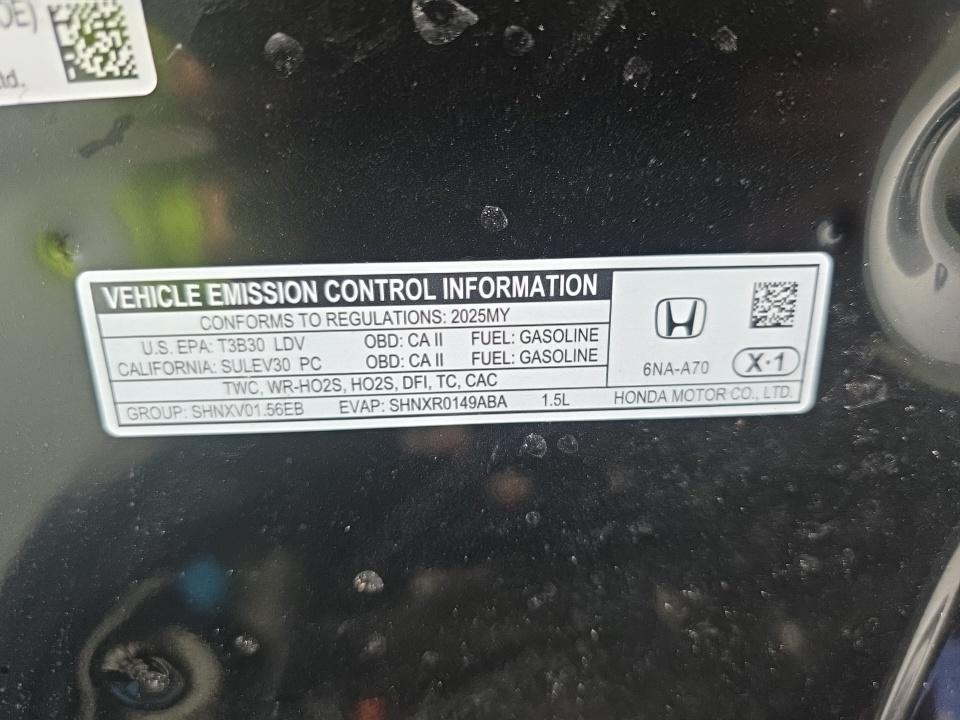 OE)
td.
VEHICLE EMISSION CONTROL INFORMATION
CONFORMS TO REGULATIONS: 2025MY
U.S. EPA: T3B30 LDV OBD: CA II FUEL: GASOLINE
CALIFORNIA: SULEV30 PC OBD: CA II FUEL: GASOLINE
TWC, WR-HO2S, HO2S, DFI, TC, CAC
GROUP: SHNXV01.56EB EVAP: SHNXR0149ABA 1.5L
6NA-A70 X·1
HONDA MOTOR CO., LTD.